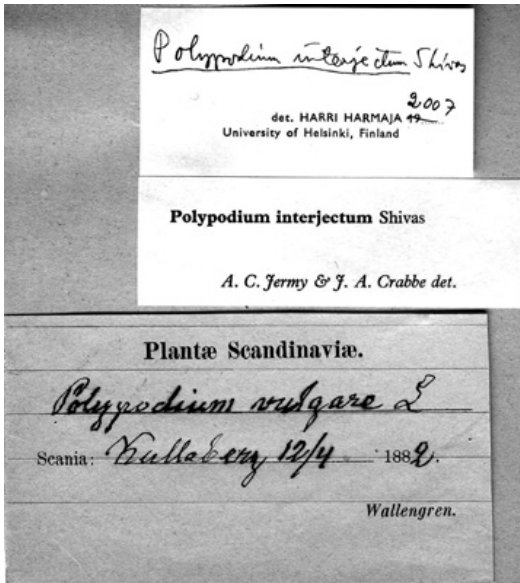 Polypodium interjectum Shivas
2007
det. HARRI HARMAJA 19
University of Helsinki, Finland
Polypodium interjectum Shivas
A. C. Jermy & J. A. Crabbe det.
Plantæ Scandinaviæ.
Polypodium vulgare L
Scania: Kullaberg 12/4 1882.
Wallengren.